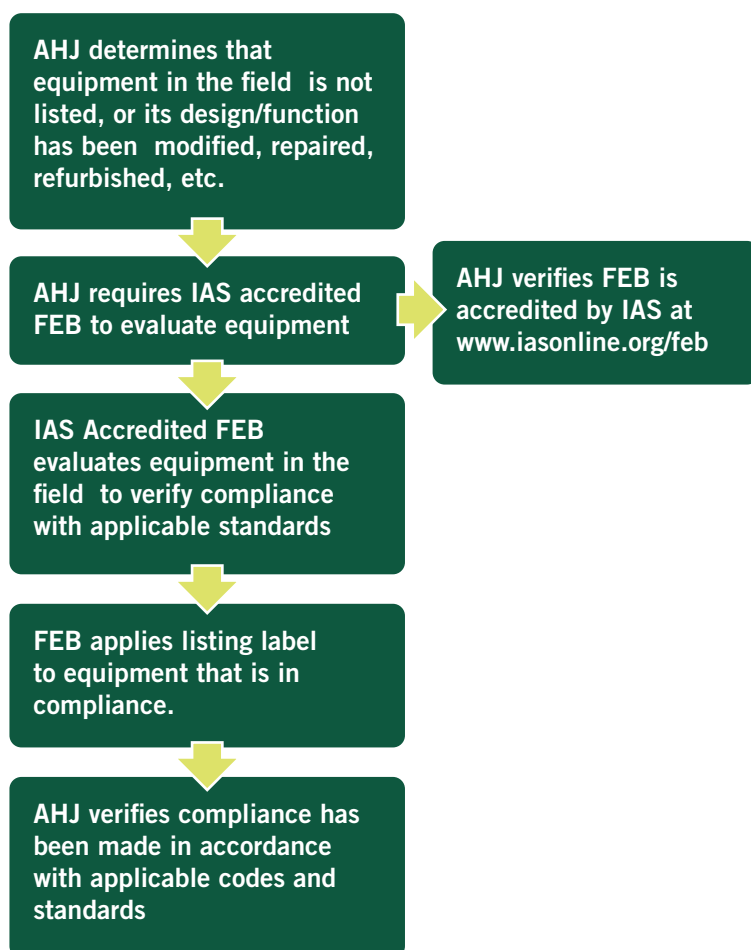 AHJ determines that
equipment in the field is not
listed, or its design/function
has been modified, repaired,
refurbished, etc.
AHJ requires IAS accredited
FEB to evaluate equipment
AHJ verifies FEB is
accredited by IAS at
www.iasonline.org/feb
IAS Accredited FEB
evaluates equipment in the
field to verify compliance
with applicable standards
FEB applies listing label
to equipment that is in
compliance.
AHJ verifies compliance has
been made in accordance
with applicable codes and
standards